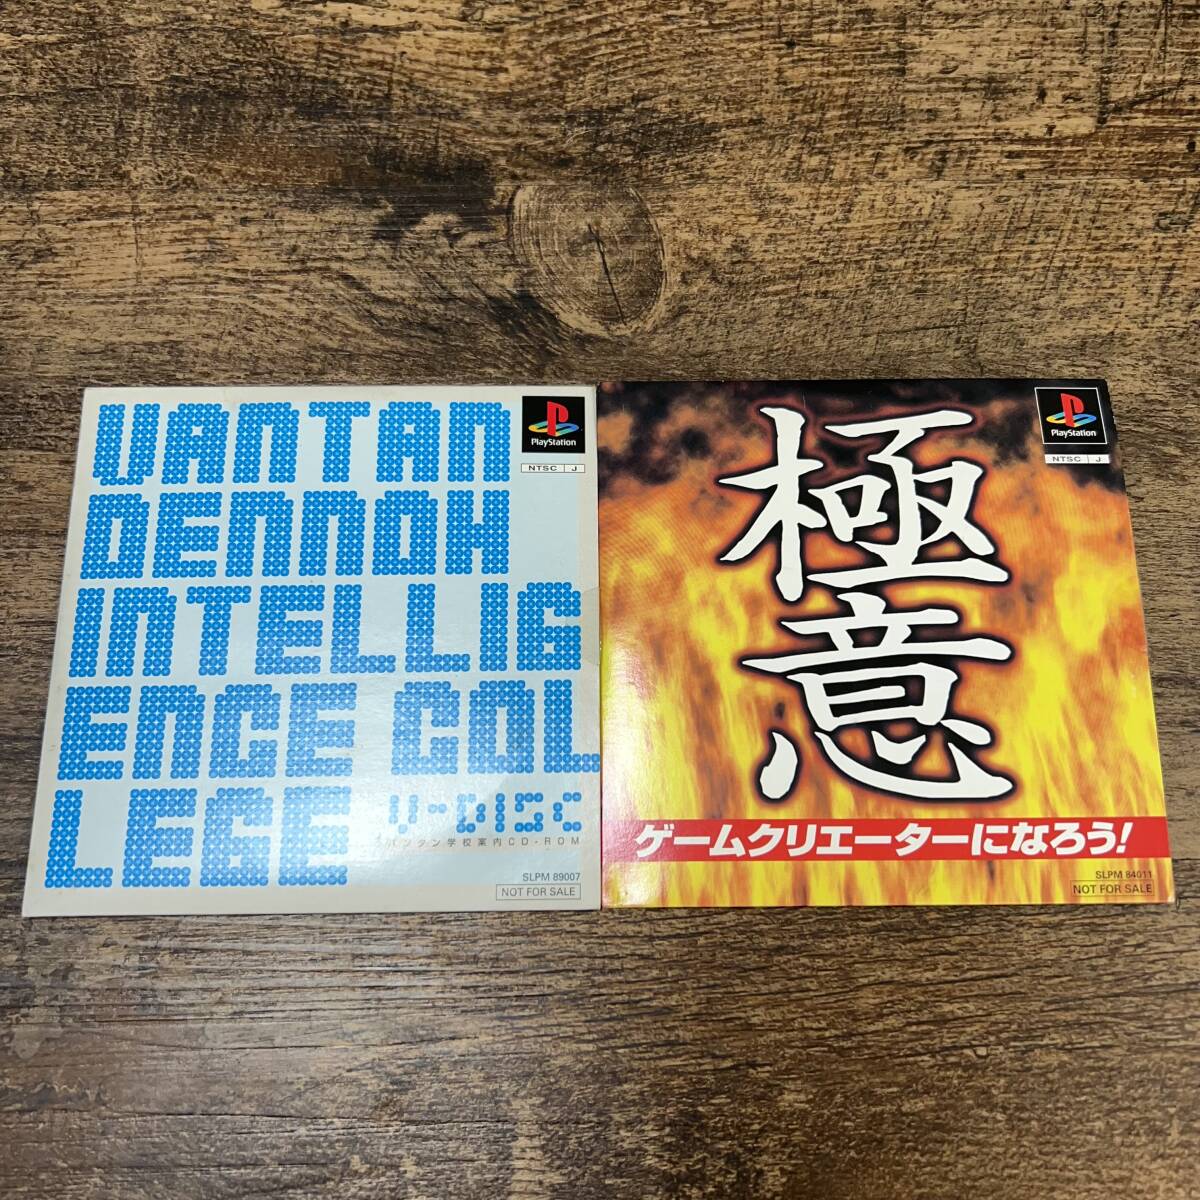 VANTAN
DENNOH
INTELLIG
ENCE COL
LEGE
V-DISC
バンタン学校案内CD-ROM
SLPM 89007
NOT FOR SALE
PlayStation
NTSC J
極意
ゲームクリエーターになろう!
SLPM 84011
NOT FOR SALE
PlayStation
NTSC J